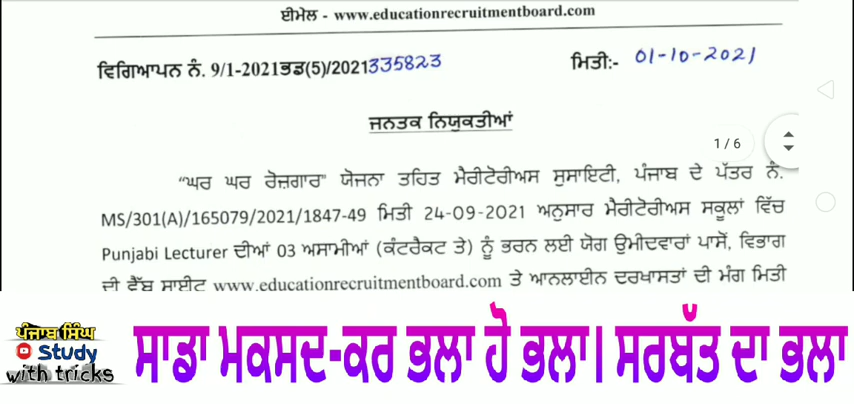 ਈਮੇਲ - www.educationrecruitmentboard.com
ਵਿਗਿਆਪਨ ਨੰ. 9/1-2021ਭਡ(5)/2021335823 ਮਿਤੀ:- 01-10-2021
ਜਨਤਕ ਨਿਯੁਕਤੀਆਂ
1 / 6
"ਘਰ ਘਰ ਰੋਜ਼ਗਾਰ" ਯੋਜਨਾ ਤਹਿਤ ਮੈਰੀਟੋਰੀਅਸ ਸੁਸਾਇਟੀ, ਪੰਜਾਬ ਦੇ ਪੱਤਰ ਨੰ.
MS/301(A)/165079/2021/1847-49 ਮਿਤੀ 24-09-2021 ਅਨੁਸਾਰ ਮੈਰੀਟੋਰੀਅਸ ਸਕੂਲਾਂ ਵਿੱਚ
Punjabi Lecturer ਦੀਆਂ 03 ਅਸਾਮੀਆਂ (ਕੰਟਰੈਕਟ ਤੇ) ਨੂੰ ਭਰਨ ਲਈ ਯੋਗ ਉਮੀਦਵਾਰਾਂ ਪਾਸੋਂ, ਵਿਭਾਗ
ਦੀ ਵੈੱਬ ਸਾਈਟ www.educationrecruitmentboard.com ਤੇ ਆਨਲਾਈਨ ਦਰਖਾਸਤਾਂ ਦੀ ਮੰਗ ਮਿਤੀ
ਪੰਜਾਬ ਸਿੰਘ
Study
with tricks
ਸਾਡਾ ਮਕਸਦ-ਕਰ ਭਲਾ ਹੋ ਭਲਾ। ਸਰਬੱਤ ਦਾ ਭਲਾ